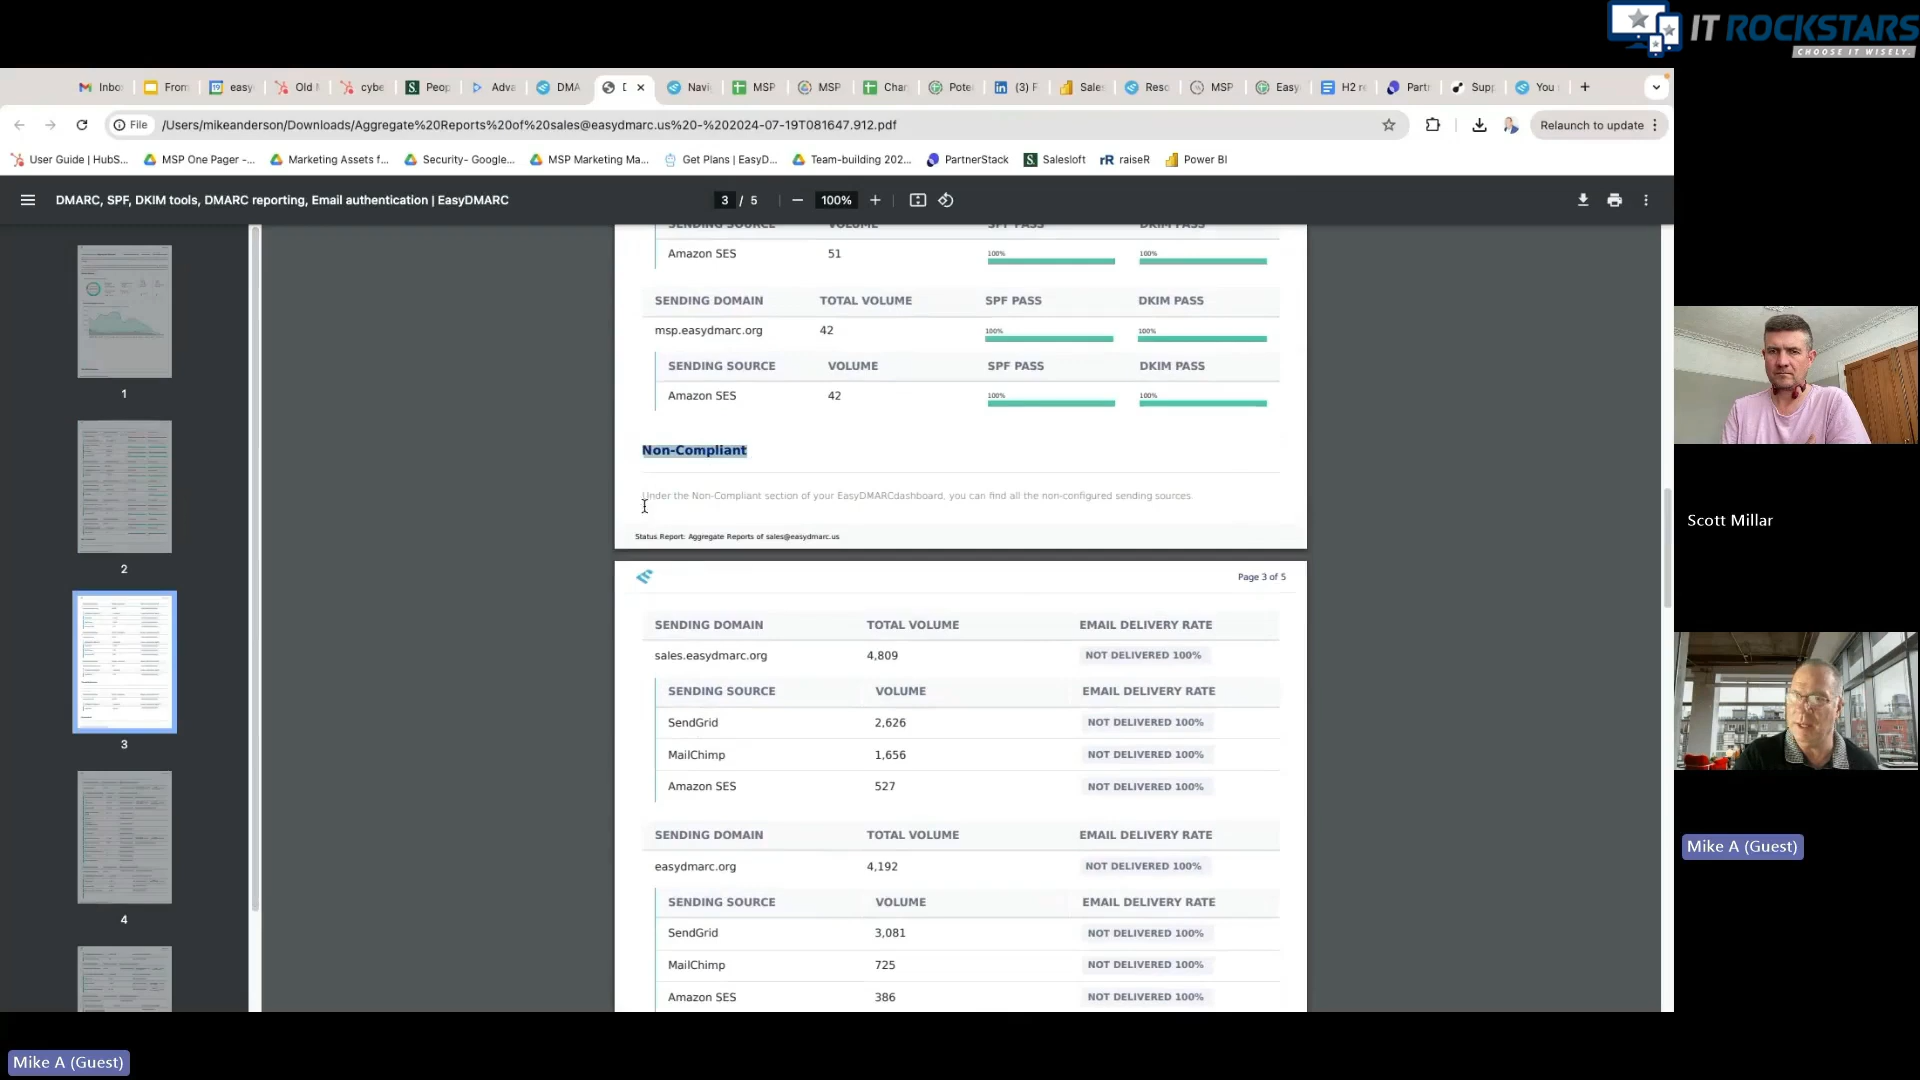 IT ROCKSTARS
CHOOSE IT WISELY.
Inbo
From
easy
Old
cybe
Peop
Adva
DMA
Navi
MSP
MSP
Char
Pote
(3) F
Sale
Reso
MSP
Easy
H2 r
Part
Supp
You
File
/Users/mikeanderson/Downloads/Aggregate%20Reports%20of%20sales@easydmarc.us%20-%202024-07-19T081647.912.pdf
Relaunch to update
User Guide | HubS...
MSP One Pager -...
Marketing Assets f...
Security- Google...
MSP Marketing Ma...
Get Plans | EasyD...
Team-building 202...
PartnerStack
Salesloft
rR raiseR
Power BI
DMARC, SPF, DKIM tools, DMARC reporting, Email authentication | EasyDMARC
3 / 5
100%
1
2
3
4
SENDING SOURCE VOLUME SPF PASS DKIM PASS
Amazon SES 51 100% 100%
SENDING DOMAIN TOTAL VOLUME SPF PASS DKIM PASS
msp.easydmarc.org 42 100% 100%
SENDING SOURCE VOLUME SPF PASS DKIM PASS
Amazon SES 42 100% 100%
Non-Compliant
Under the Non-Compliant section of your EasyDMARCdashboard, you can find all the non-configured sending sources.
Status Report: Aggregate Reports of sales@easydmarc.us
Page 3 of 5
SENDING DOMAIN TOTAL VOLUME EMAIL DELIVERY RATE
sales.easydmarc.org 4,809 NOT DELIVERED 100%
SENDING SOURCE VOLUME EMAIL DELIVERY RATE
SendGrid 2,626 NOT DELIVERED 100%
MailChimp 1,656 NOT DELIVERED 100%
Amazon SES 527 NOT DELIVERED 100%
SENDING DOMAIN TOTAL VOLUME EMAIL DELIVERY RATE
easydmarc.org 4,192 NOT DELIVERED 100%
SENDING SOURCE VOLUME EMAIL DELIVERY RATE
SendGrid 3,081 NOT DELIVERED 100%
MailChimp 725 NOT DELIVERED 100%
Amazon SES 386 NOT DELIVERED 100%
Scott Millar
Mike A (Guest)
Mike A (Guest)